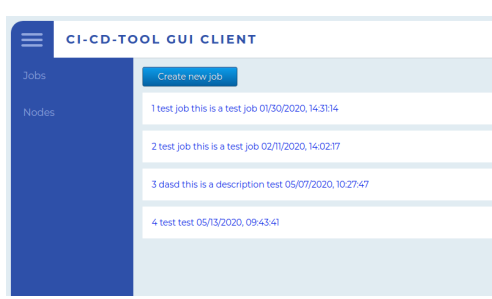 CI-CD-TOOL GUI CLIENT
Jobs
Nodes
Create new job
1 test job this is a test job 01/30/2020, 14:31:14
2 test job this is a test job 02/11/2020, 14:02:17
3 dasd this is a description test 05/07/2020, 10:27:47
4 test test 05/13/2020, 09:43:41